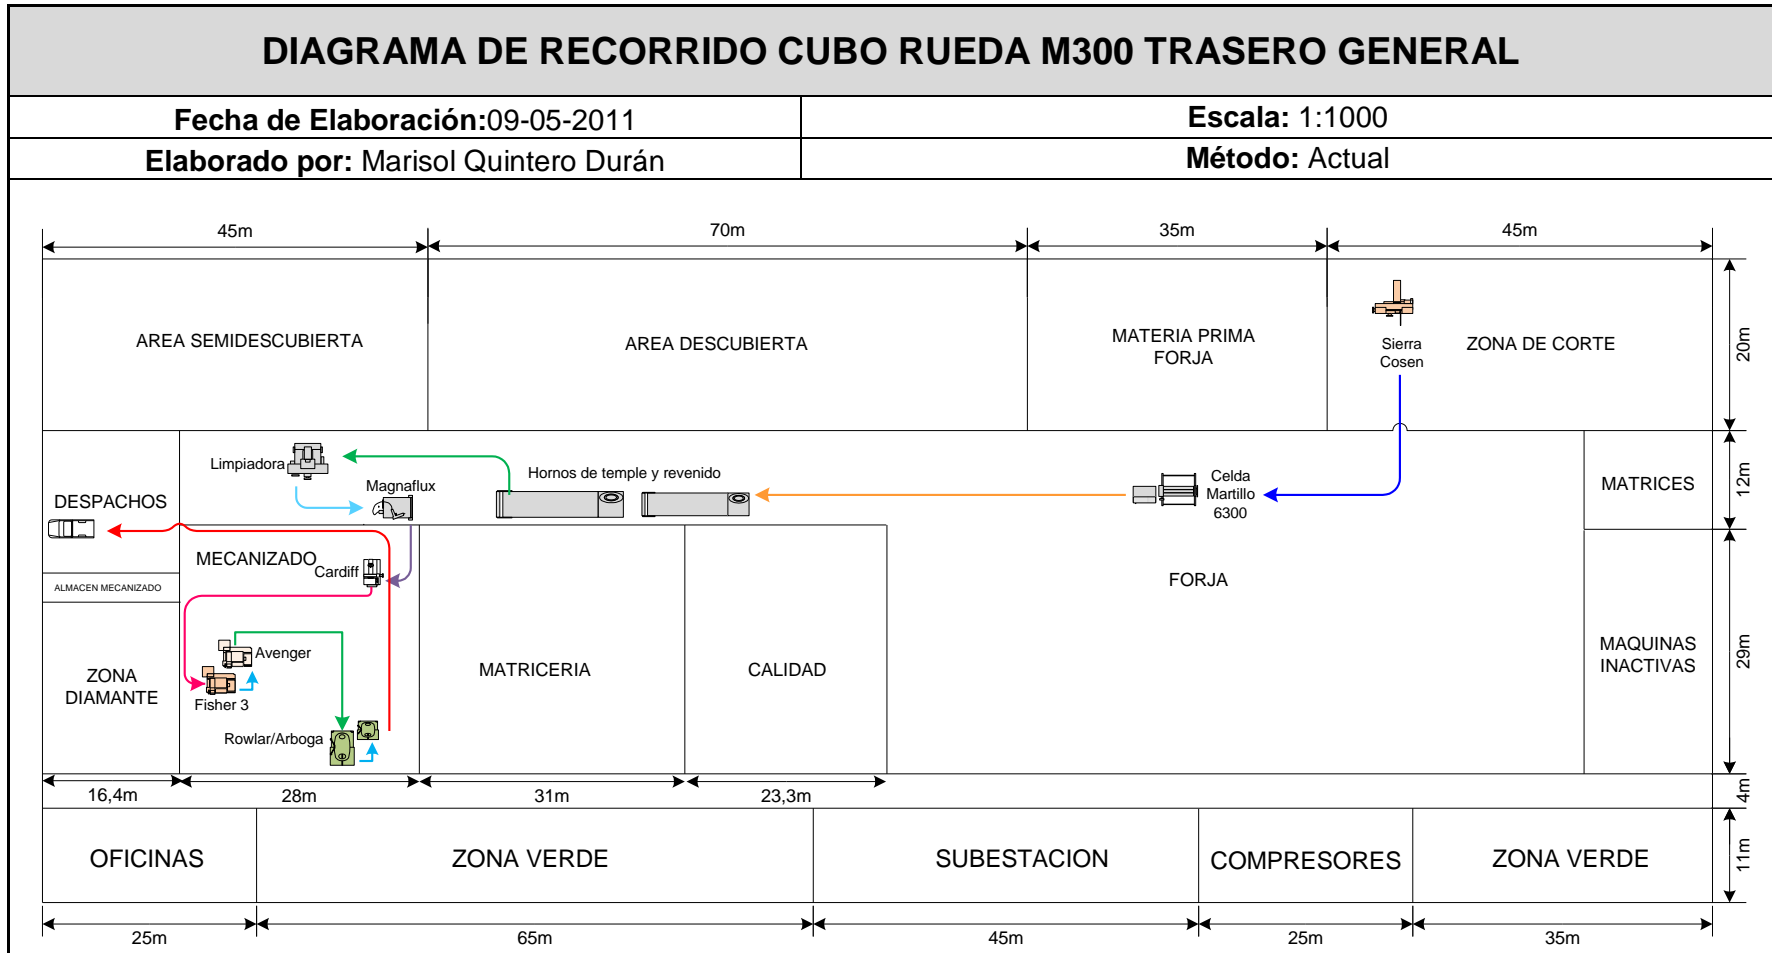 DIAGRAMA DE RECORRIDO CUBO RUEDA M300 TRASERO GENERAL
Fecha de Elaboración:09-05-2011
Escala: 1:1000
Elaborado por: Marisol Quintero Durán
Método: Actual
45m
70m
35m
45m
AREA SEMIDESCUBIERTA
AREA DESCUBIERTA
MATERIA PRIMA
FORJA
Sierra
Cosen
ZONA DE CORTE
20m
Limpiadora
Magnaflux
Hornos de temple y revenido
Celda
Martillo
6300
MATRICES
12m
DESPACHOS
MECANIZADO
Cardiff
ALMACEN MECANIZADO
FORJA
Avenger
ZONA
DIAMANTE
Fisher 3
Rowlar/Arboga
MATRICERIA
CALIDAD
MAQUINAS
INACTIVAS
29m
16,4m
28m
31m
23,3m
4m
OFICINAS
ZONA VERDE
SUBESTACION
COMPRESORES
ZONA VERDE
11m
25m
65m
45m
25m
35m